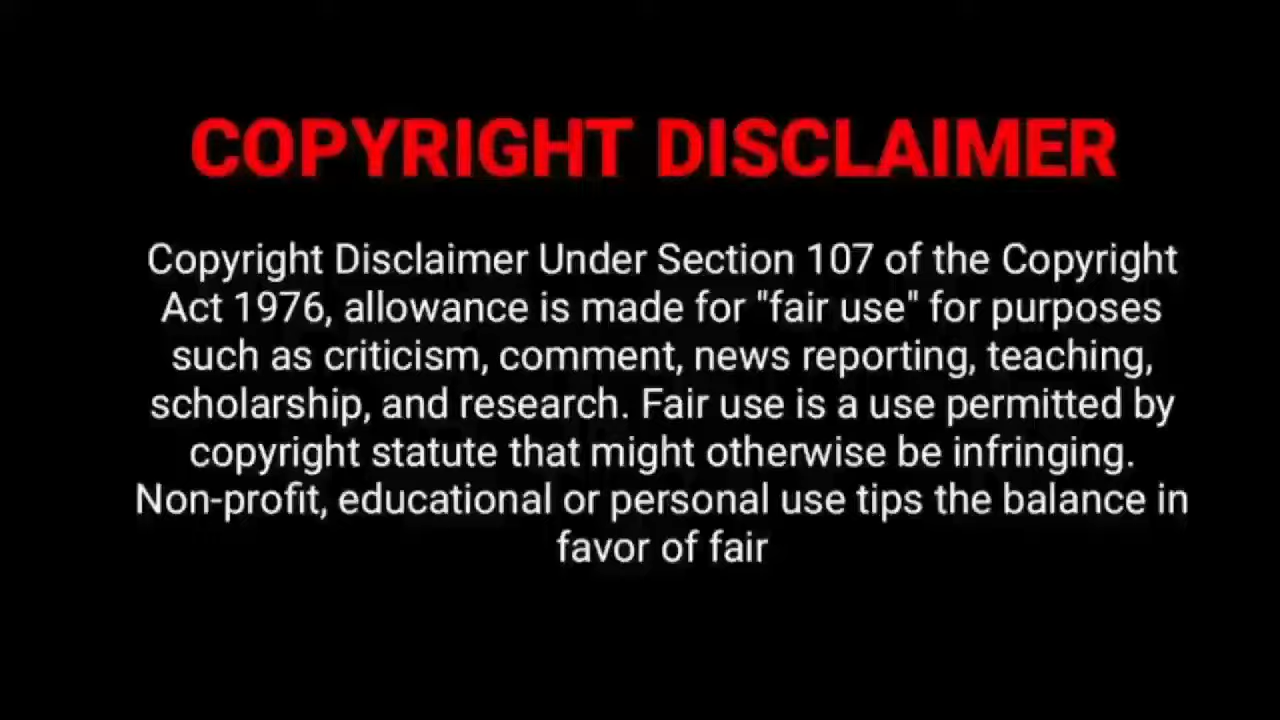 COPYRIGHT DISCLAIMER
Copyright Disclaimer Under Section 107 of the Copyright
Act 1976, allowance is made for "fair use" for purposes
such as criticism, comment, news reporting, teaching,
scholarship, and research. Fair use is a use permitted by
copyright statute that might otherwise be infringing.
Non-profit, educational or personal use tips the balance in
favor of fair